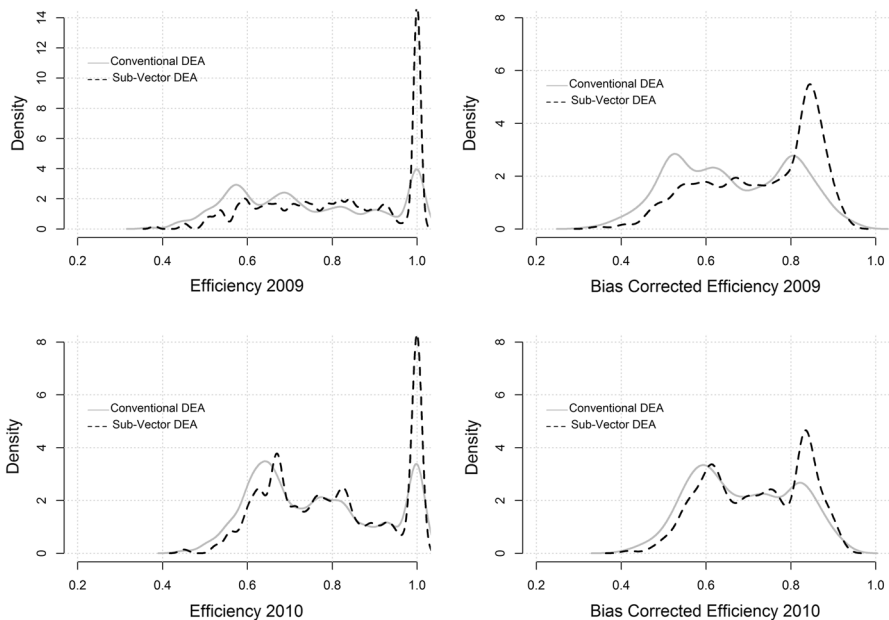 Density
14
12
10
8
6
4
2
0
Conventional DEA
Sub-Vector DEA
0.2 0.4 0.6 0.8 1.0
Efficiency 2009
Density
8
6
4
2
0
Conventional DEA
Sub-Vector DEA
0.2 0.4 0.6 0.8 1.0
Bias Corrected Efficiency 2009
Density
8
6
4
2
0
Conventional DEA
Sub-Vector DEA
0.2 0.4 0.6 0.8 1.0
Efficiency 2010
Density
8
6
4
2
0
Conventional DEA
Sub-Vector DEA
0.2 0.4 0.6 0.8 1.0
Bias Corrected Efficiency 2010